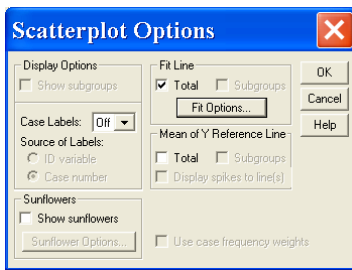 Scatterplot Options
Display Options
Show subgroups
Case Labels: Off
Source of Labels:
ID variable
Case number
Sunflowers
Show sunflowers
Sunflower Options...
Fit Line
Total Subgroups
Fit Options...
Mean of Y Reference Line
Total Subgroups
Display spikes to line(s)
Use case frequency weights
OK
Cancel
Help